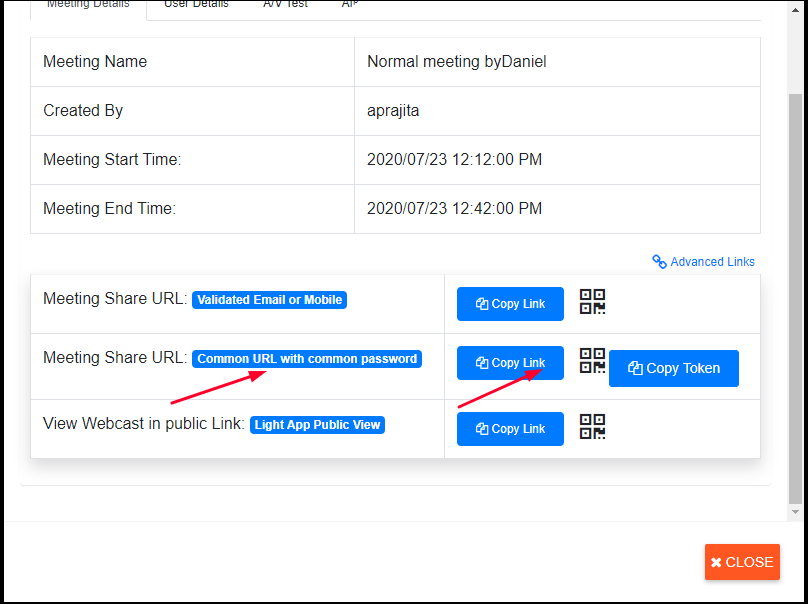 Meeting Details User Details A/V Test
Meeting Name Normal meeting byDaniel
Created By aprajita
Meeting Start Time: 2020/07/23 12:12:00 PM
Meeting End Time: 2020/07/23 12:42:00 PM
Advanced Links
Meeting Share URL: Validated Email or Mobile Copy Link
Meeting Share URL: Common URL with common password Copy Link Copy Token
View Webcast in public Link: Light App Public View Copy Link
CLOSE